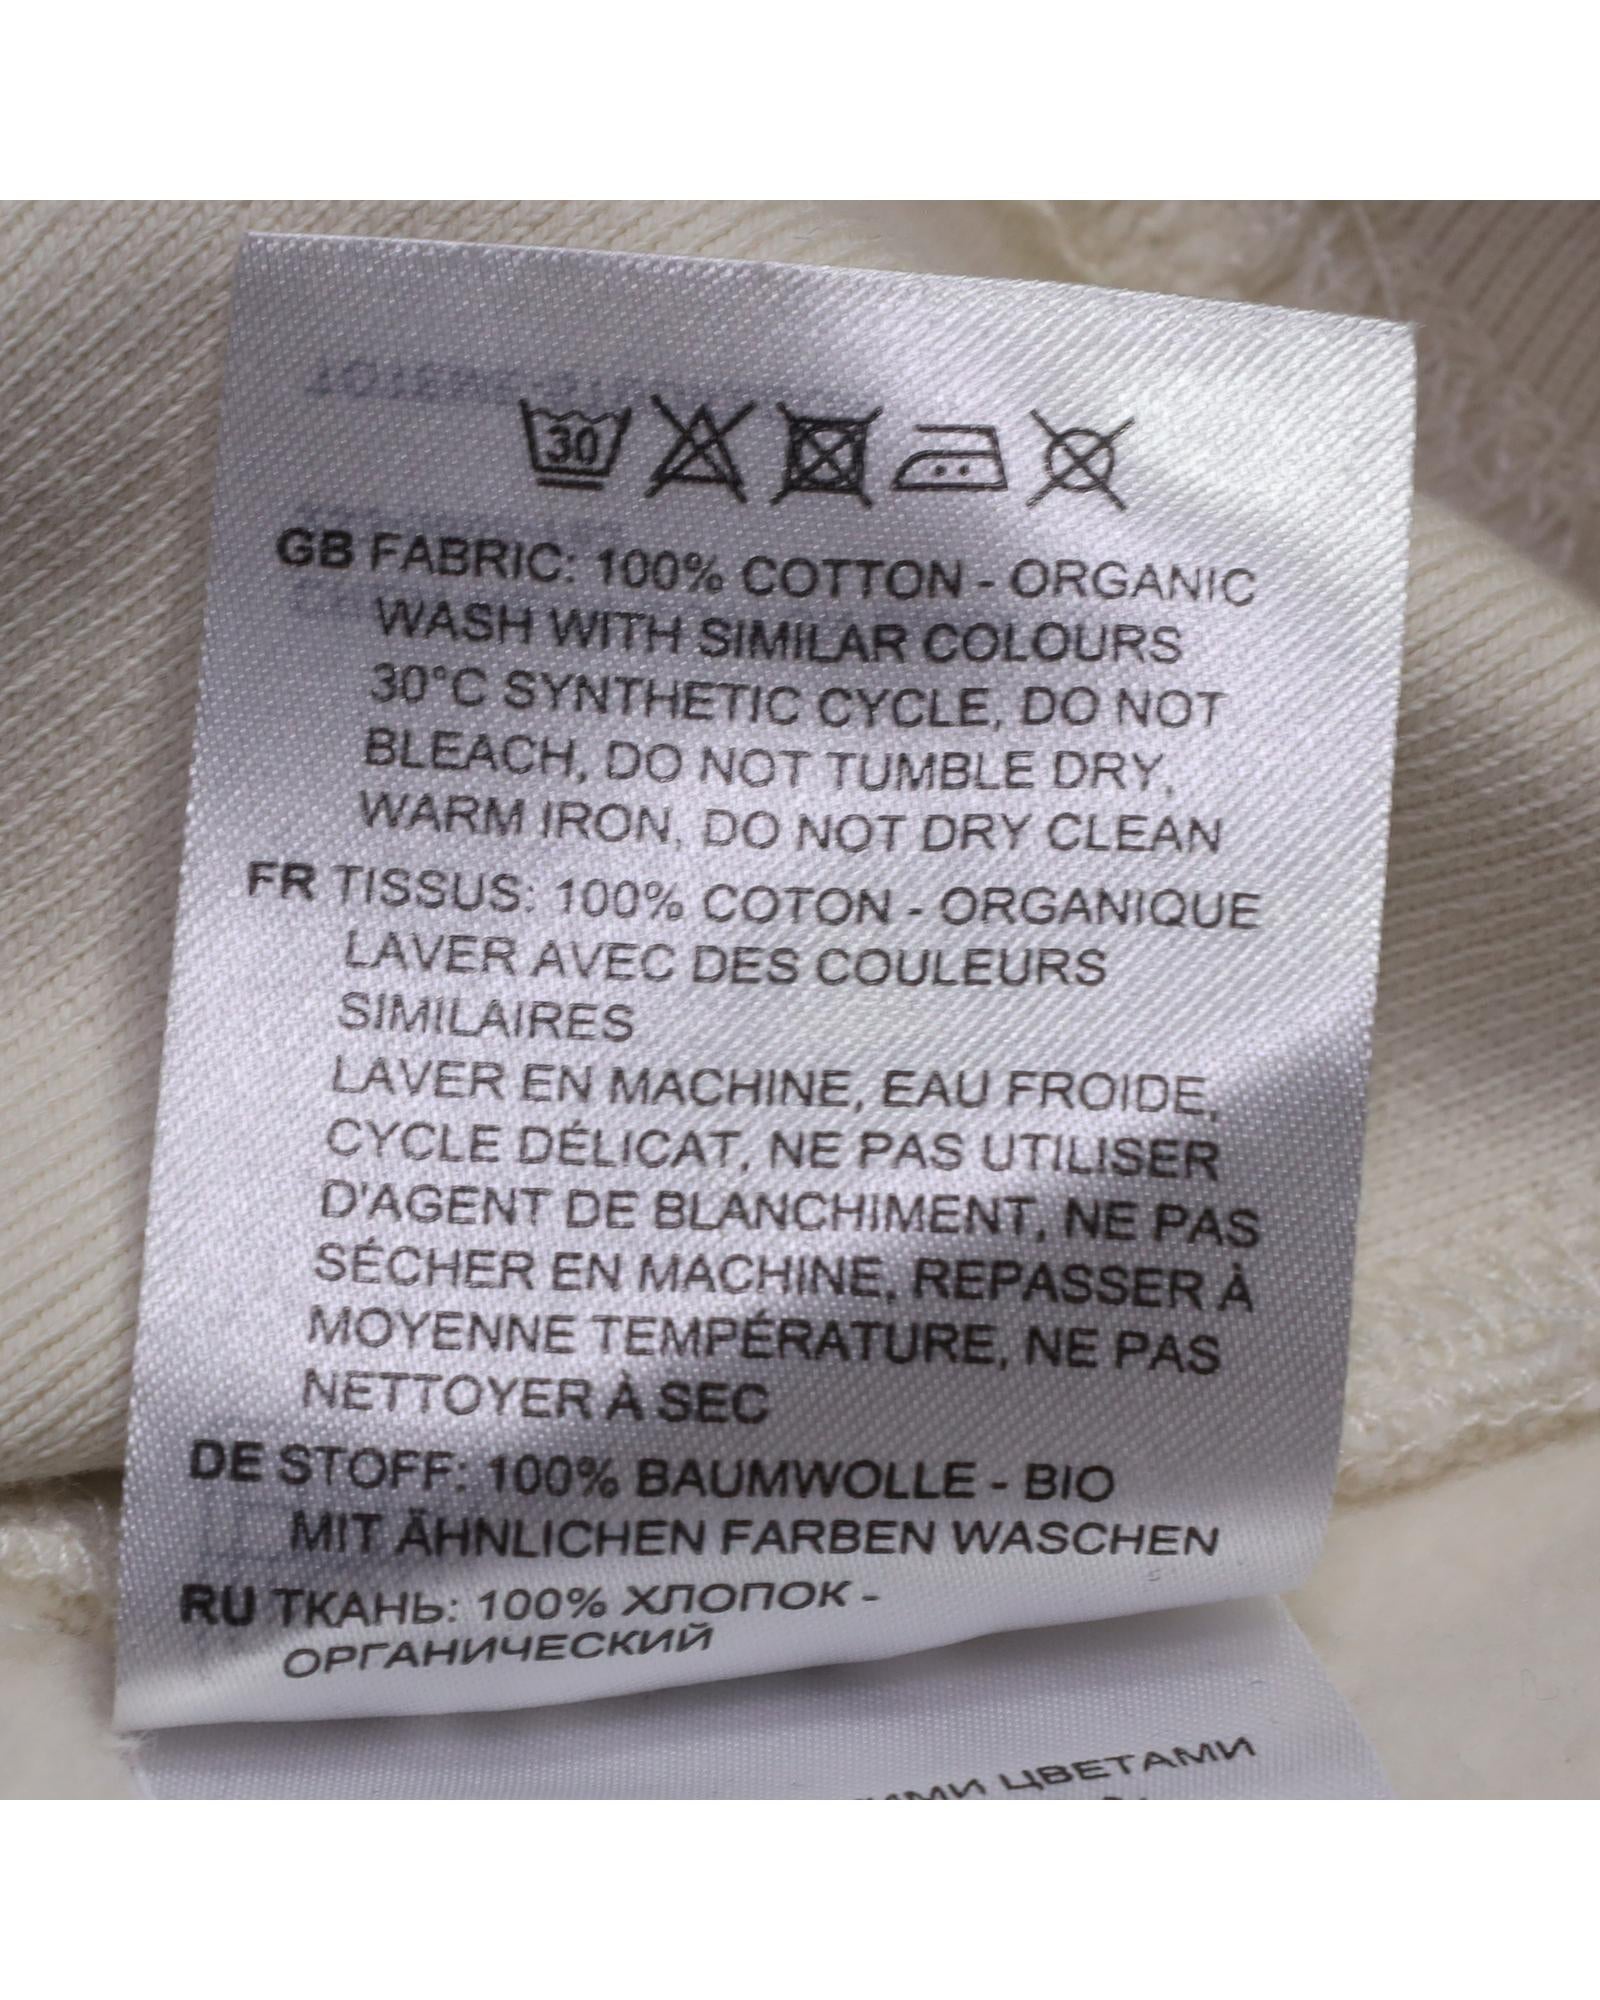 30
GB FABRIC: 100% COTTON - ORGANIC
WASH WITH SIMILAR COLOURS
30°C SYNTHETIC CYCLE, DO NOT
BLEACH, DO NOT TUMBLE DRY,
WARM IRON, DO NOT DRY CLEAN
FR TISSUS: 100% COTON - ORGANIQUE
LAVER AVEC DES COULEURS
SIMILAIRES
LAVER EN MACHINE, EAU FROIDE,
CYCLE DÉLICAT, NE PAS UTILISER
D'AGENT DE BLANCHIMENT, NE PAS
SÉCHER EN MACHINE, REPASSER À
MOYENNE TEMPÉRATURE, NE PAS
NETTOYER À SEC
DE STOFF: 100% BAUMWOLLE - BIO
MIT ÄHNLICHEN FARBEN WASCHEN
RU ТКАНЬ: 100% ХЛОПОК -
ОРГАНИЧЕСКИЙ
ЦВЕТАМИ